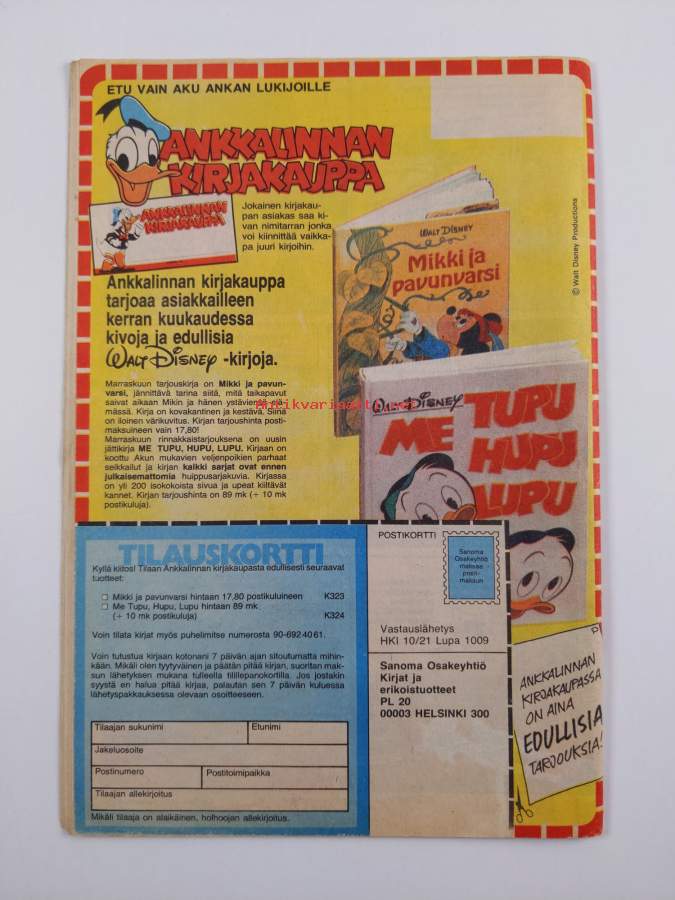 ETU VAIN AKU ANKAN LUKIJOILLE
ANKKALINNAN
KIRJAKAUPPA
ANKKALINNAN
KIRJAKAUPPA
Jokainen kirjakau-
pan asiakas saa ki-
van nimitarran jonka
voi kiinnittää vaikka-
pa juuri kirjoihin.
Ankkalinnan kirjakauppa
tarjoaa asiakkailleen
kerran kuukaudessa
kivoja ja edullisia
WALT DISNEY -kirjoja.
Marraskuun tarjouskirja on Mikki ja pavun-
varsi, jännittävä tarina siitä, mitä taikapavut
saivat aikaan Mikin ja hänen ystäviensä elä-
mässä. Kirja on kovakantinen ja kestävä. Siinä
on iloinen värikuvitus. Kirjan tarjoushinta posti-
maksuineen vain 17,80!
Marraskuun rinnakkaistarjouksena on uusin
jättikirja ME TUPU, HUPU, LUPU. Kirjaan on
koottu Akun mukavien veljenpoikien parhaat
seikkailut ja kirjan kaikki sarjat ovat ennen
julkaisemattomia huippusarjakuvia. Kirjassa
on yli 200 isokokoista sivua ja upeat kiiltävät
kannet. Kirjan tarjoushinta on 89 mk (+ 10 mk
postikuluja).
WALT DISNEY
Mikki ja
pavunvarsi
© Walt Disney Productions
WALT DISNEY
ME TUPU
HUPU
LUPU
Antikvariaatti.net
TILAUSKORTTI
Kyllä kiitos! Tilaan Ankkalinnan kirjakaupasta edullisesti seuraavat
tuotteet:
Mikki ja pavunvarsi hintaan 17,80 postikuluineen K323
Me Tupu, Hupu, Lupu hintaan 89 mk
(+ 10 mk postikuluja) K324
Voin tilata kirjat myös puhelimitse numerosta 90-692 40 61.
Voin tutustua kirjaan kotonani 7 päivän ajan sitoutumatta mihin-
kään. Mikäli olen tyytyväinen ja päätän pitää kirjan, suoritan mak-
sun lähetyksen mukana tulleella tilillepanokortilla. Jos jostakin
syystä en halua pitää kirjaa, palautan sen 7 päivän kuluessa
lähetyspakkauksessa olevaan osoitteeseen.
Tilaajan sukunimi Etunimi
Jakeluosoite
Postinumero Postitoimipaikka
Tilaajan allekirjoitus
Mikäli tilaaja on alaikäinen, holhoojan allekirjoitus.
POSTIKORTTI
Sanoma
Osakeyhtiö
maksaa
posti-
maksun
Vastauslähetys
HKI 10/21 Lupa 1009
Sanoma Osakeyhtiö
Kirjat ja
erikoistuotteet
PL 20
00003 HELSINKI 300
ANKKALINNAN
KIRJAKAUPASSA
ON AINA
EDULLISIA
TARJOUKSIA!